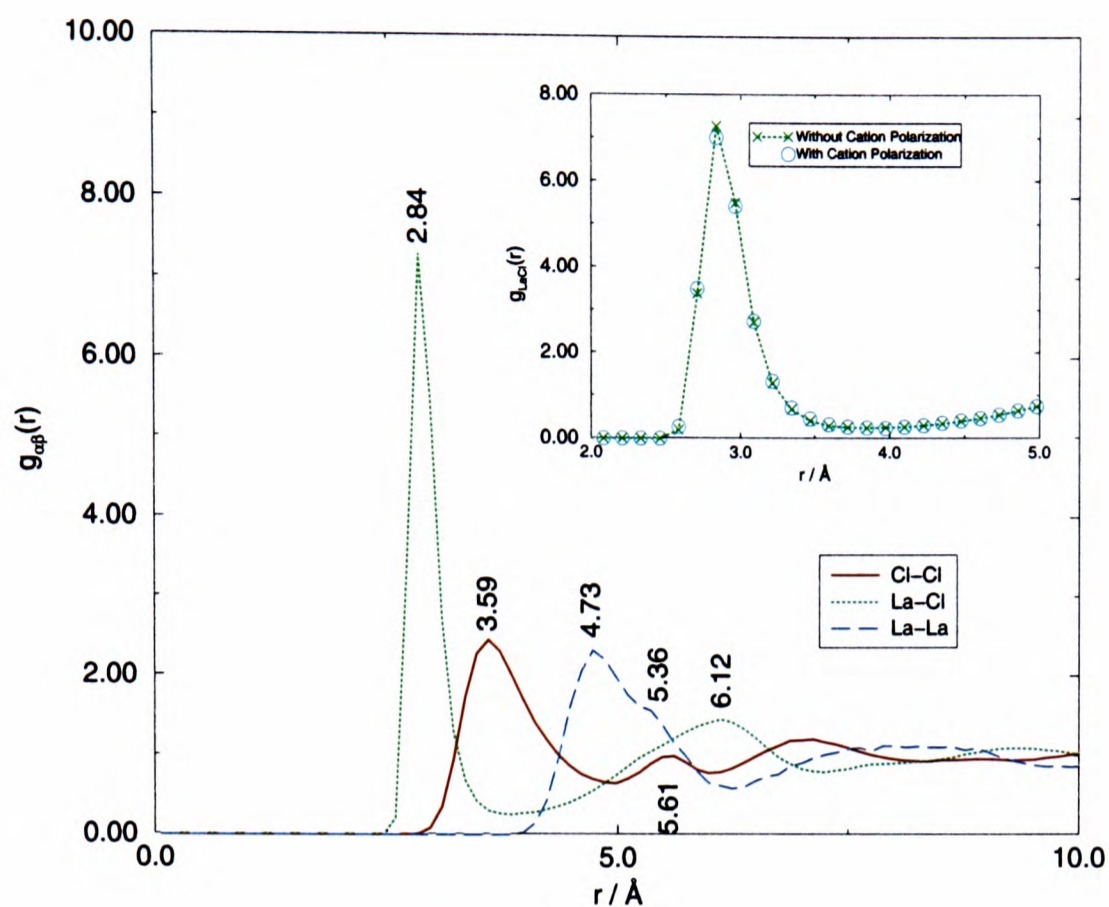 10.00
8.00
6.00
4.00
2.00
0.00
gαβ(r)
0.0
5.0
10.0
r / Å
2.84
3.59
4.73
5.36
6.12
5.61
Cl–Cl
La–Cl
La–La
8.00
6.00
4.00
2.00
0.00
gLaCl(r)
2.0
3.0
4.0
5.0
r / Å
Without Cation Polarization
With Cation Polarization